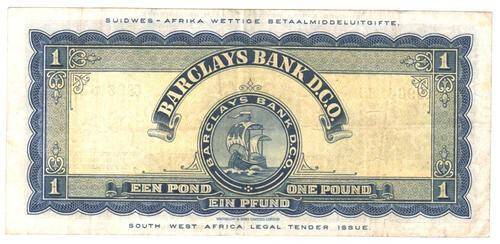 SUIDWES-AFRIKA WETTIGE BETAALMIDDELUITGIFTE.
1 1
BARCLAYS BANK D.C.O.
BARCLAYS BANK D.C.O.
1 EEN POND ONE POUND 1
EIN PFUND
SOUTH WEST AFRICA LEGAL TENDER ISSUE.